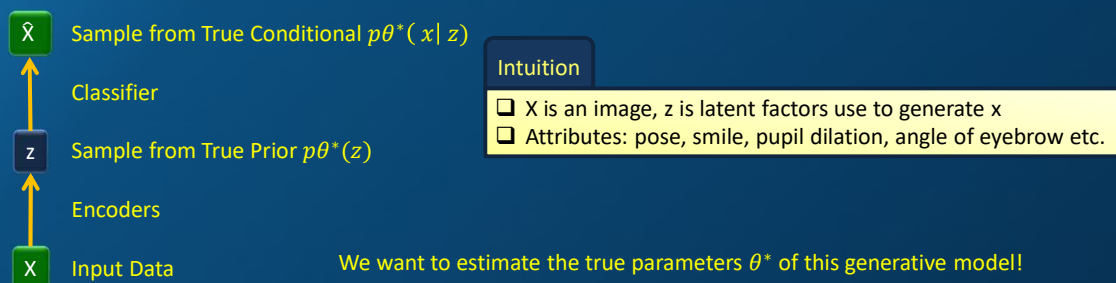 X̂ Sample from True Conditional pθ*( x| z)
Intuition
Classifier
❑ X is an image, z is latent factors use to generate x
❑ Attributes: pose, smile, pupil dilation, angle of eyebrow etc.
z Sample from True Prior pθ*(z)
Encoders
X Input Data
We want to estimate the true parameters θ* of this generative model!